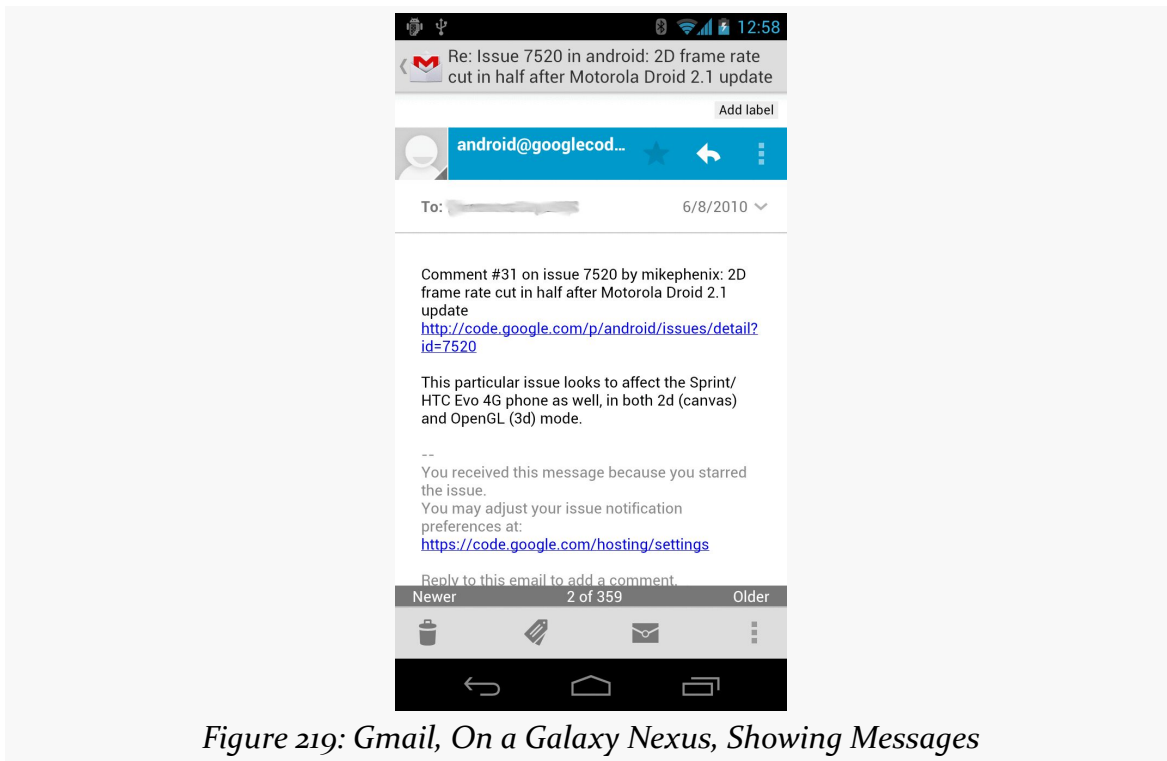 12:58
Re: Issue 7520 in android: 2D frame rate
cut in half after Motorola Droid 2.1 update
Add label
android@googlecod...
To:
6/8/2010
Comment #31 on issue 7520 by mikephenix: 2D
frame rate cut in half after Motorola Droid 2.1
update
http://code.google.com/p/android/issues/detail?
id=7520
This particular issue looks to affect the Sprint/
HTC Evo 4G phone as well, in both 2d (canvas)
and OpenGL (3d) mode.
--
You received this message because you starred
the issue.
You may adjust your issue notification
preferences at:
https://code.google.com/hosting/settings
Reply to this email to add a comment.
Newer 2 of 359 Older
Figure 219: Gmail, On a Galaxy Nexus, Showing Messages